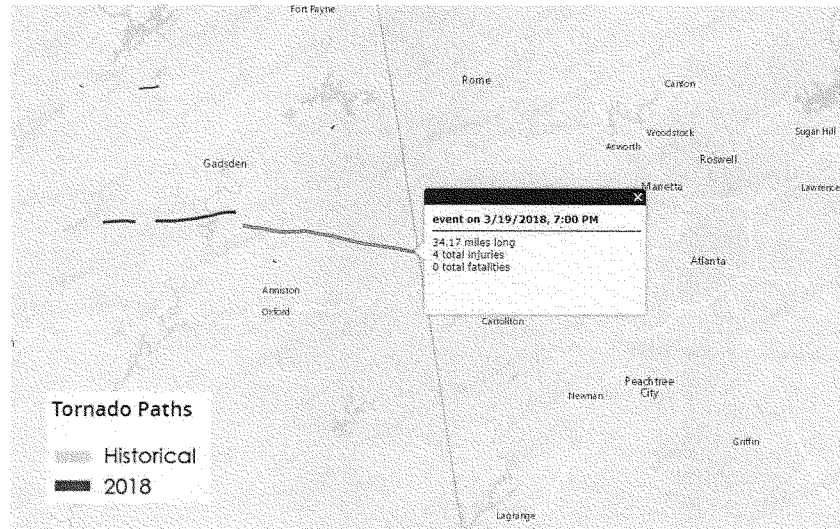 Fort Payne
Rome
Canton
Woodstock
Sugar Hill
Acworth
Roswell
Gadsden
Marietta
Lawrence
×
event on 3/19/2018, 7:00 PM
34.17 miles long
4 total injuries
0 total fatalities
Atlanta
Anniston
Oxford
Carrollton
Peachtree
City
Newnan
Tornado Paths
Historical
2018
Griffin
Lagrange